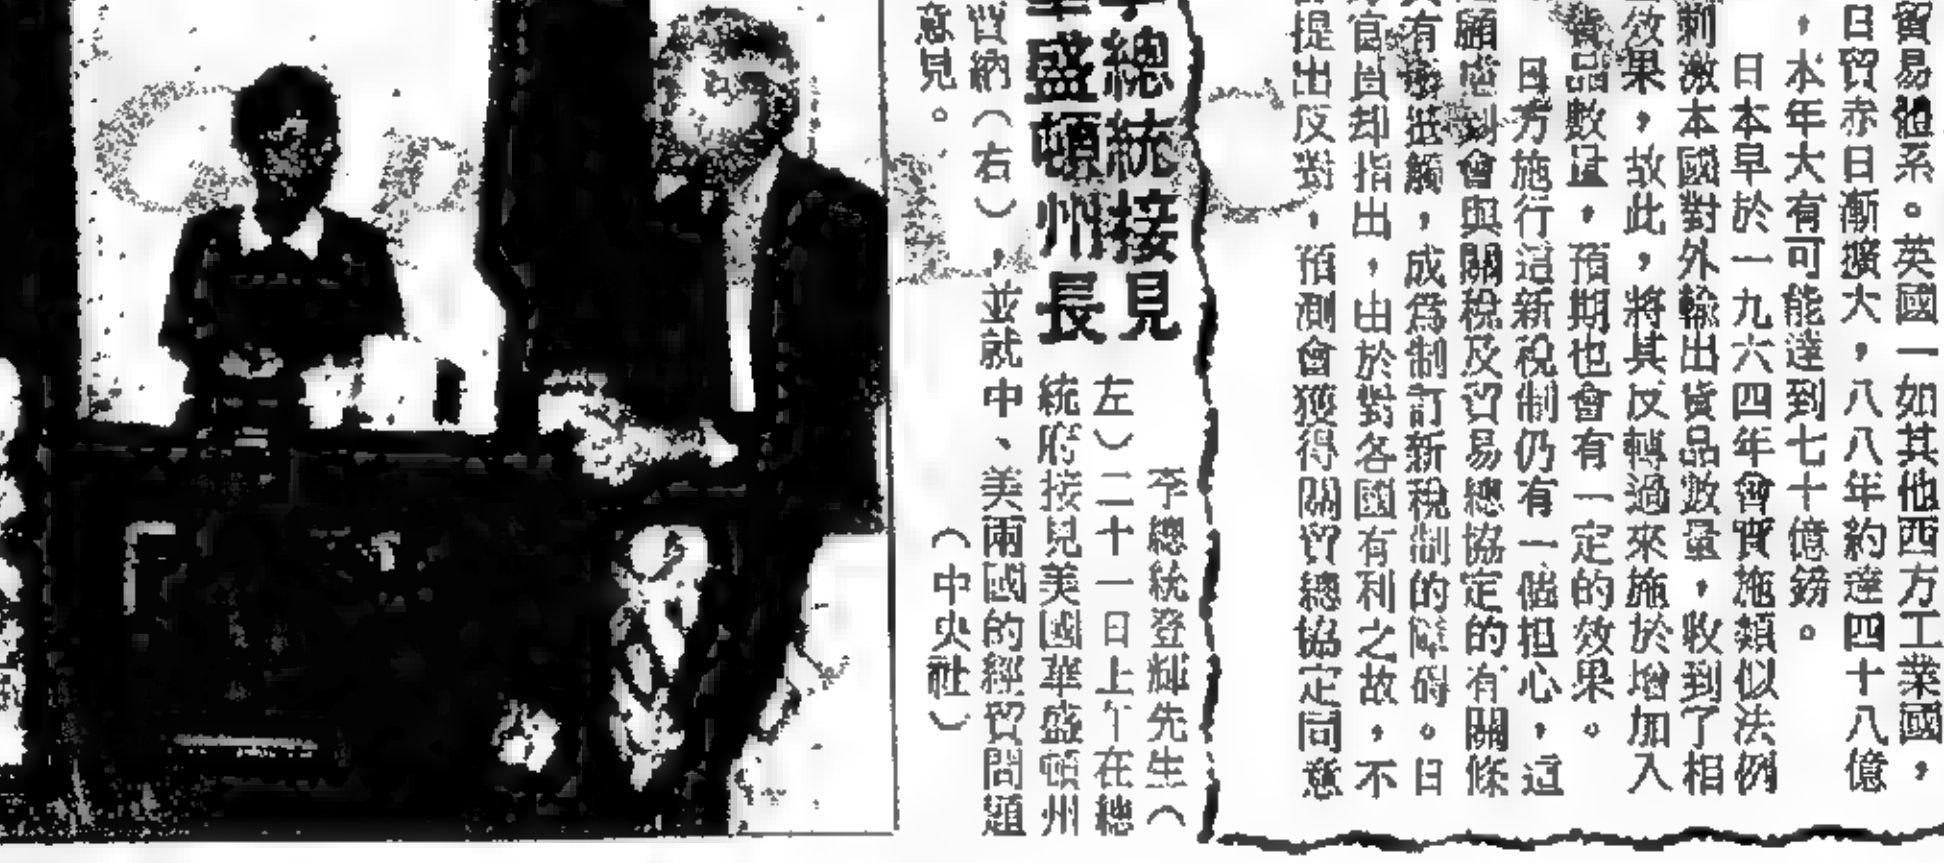 貿易體系。英國一如其他西方工業國,
日貿赤日漸擴大,八八年約達四十八億
,本年大有可能達到七十億鎊。
日本早於一九六四年會實施類似法例
刺激本國對外輸出貨品數量,收到了相
效果,故此,將其反轉過來施於增加入
貨品數量,預期也會有一定的效果。
日方施行這新稅制仍有一個担心,這
顧慮到會與關稅及貿易總協定的有關條
有所抵觸,成為制訂新稅制的障碍。日
官員却指出,由於對各國有利之故,不
提出反對,預測會獲得關貿總協定同意
李總統接見
華盛頓州長
李總統登輝先生(
左)二十一日上午在總
統府接見美國華盛頓州
賈納(右),並就中、美兩國的經貿問題
意見。
(中央社)